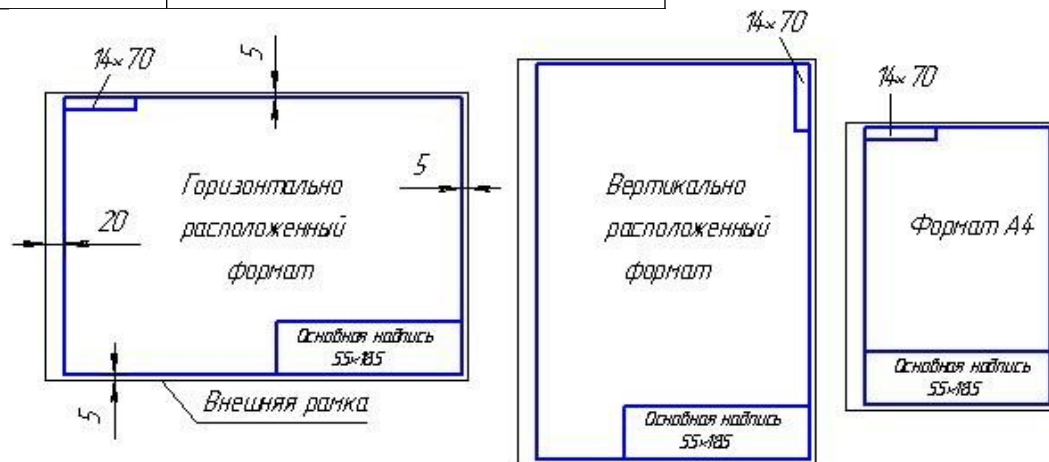 14×70
5
Горизонтально
расположенный
формат
5
20
Основная надпись
55×185
5
Внешняя рамка
14×70
Вертикально
расположенный
формат
Основная надпись
55×185
14×70
Формат А4
Основная надпись
55×185